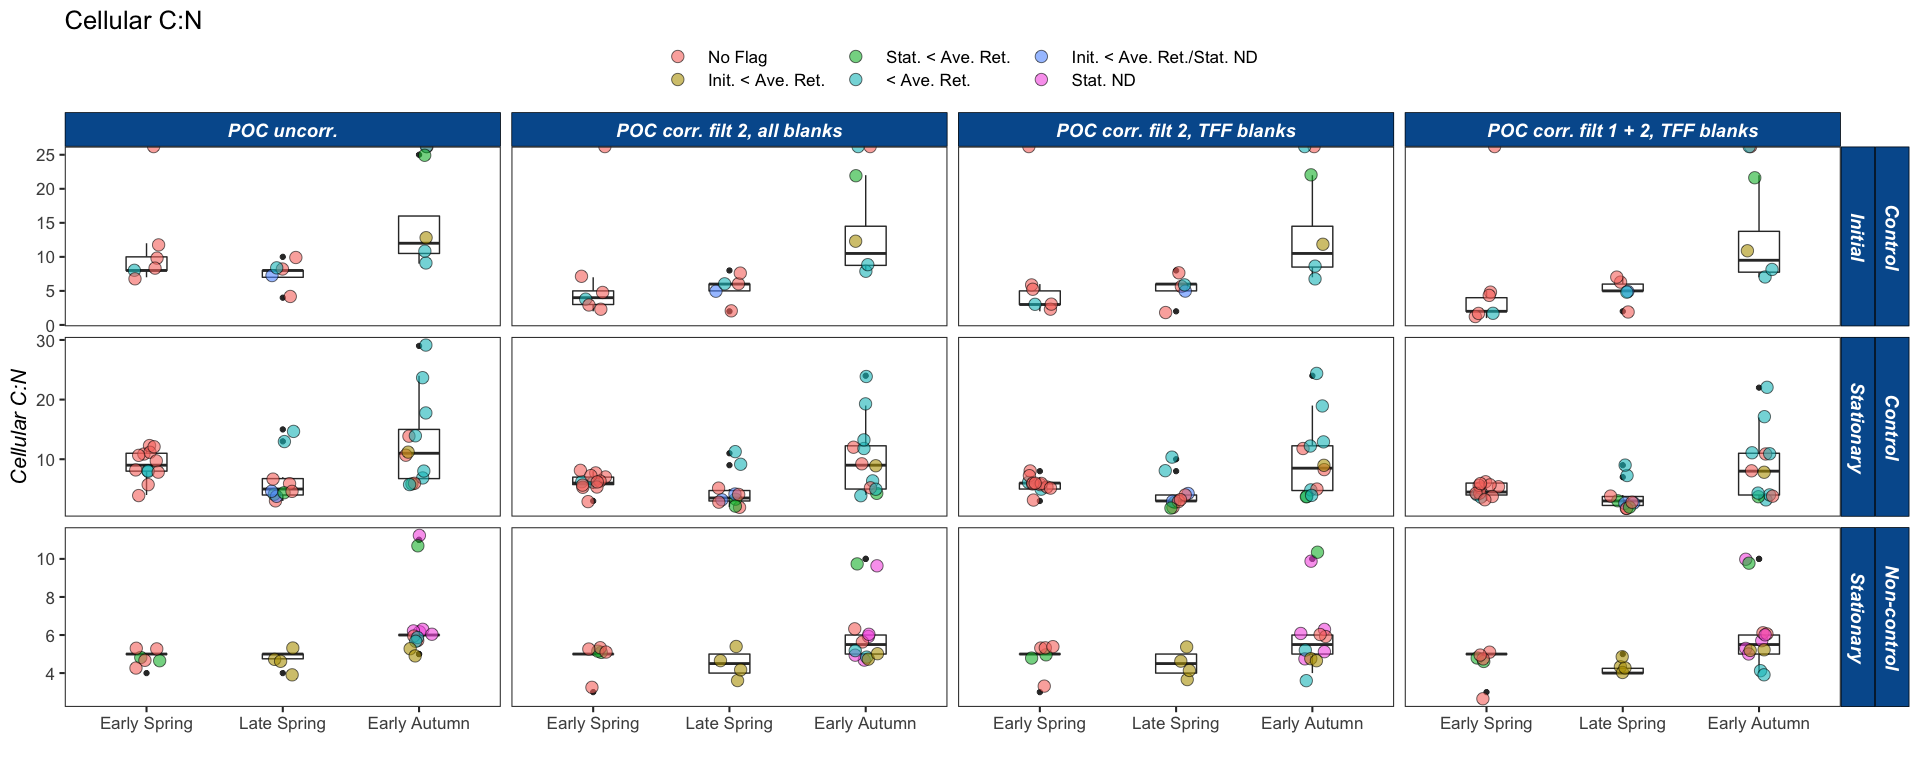 Cellular C:N
No Flag
Stat. < Ave. Ret.
Init. < Ave. Ret./Stat. ND
Init. < Ave. Ret.
< Ave. Ret.
Stat. ND
POC uncorr.
POC corr. filt 2, all blanks
POC corr. filt 2, TFF blanks
POC corr. filt 1 + 2, TFF blanks
25
20
15
10
5
0
Initial
Control
30
20
10
Stationary
Control
10
8
6
4
Stationary
Non-control
Cellular C:N
Early Spring
Late Spring
Early Autumn
Early Spring
Late Spring
Early Autumn
Early Spring
Late Spring
Early Autumn
Early Spring
Late Spring
Early Autumn